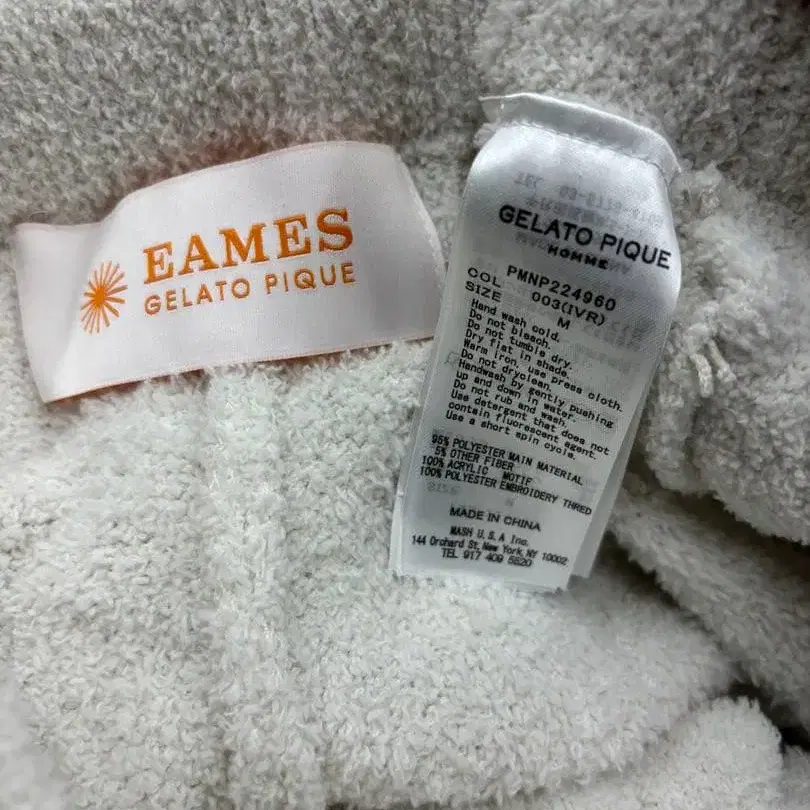 EAMES
GELATO PIQUE
GELATO PIQUE
HOMME
PMNP224960
COL 003(IVR)
SIZE M
Hand wash cold.
Do not bleach.
Do not tumble dry.
Dry flat in shade.
Warm iron, use press cloth.
Do not dryclean.
Handwash by gently pushing
up and down in water.
Do not rub and wash.
Use detergent that does not
contain fluorescent agent.
Use a short spin cycle.
95% POLYESTER MAIN MATERIAL
5% OTHER FIBER
100% ACRYLIC MOTIF
100% POLYESTER EMBROIDERY THRED
MADE IN CHINA
MASH U.S.A Inc.
144 Orchard St, New York, NY 10002
TEL 917 409 5520